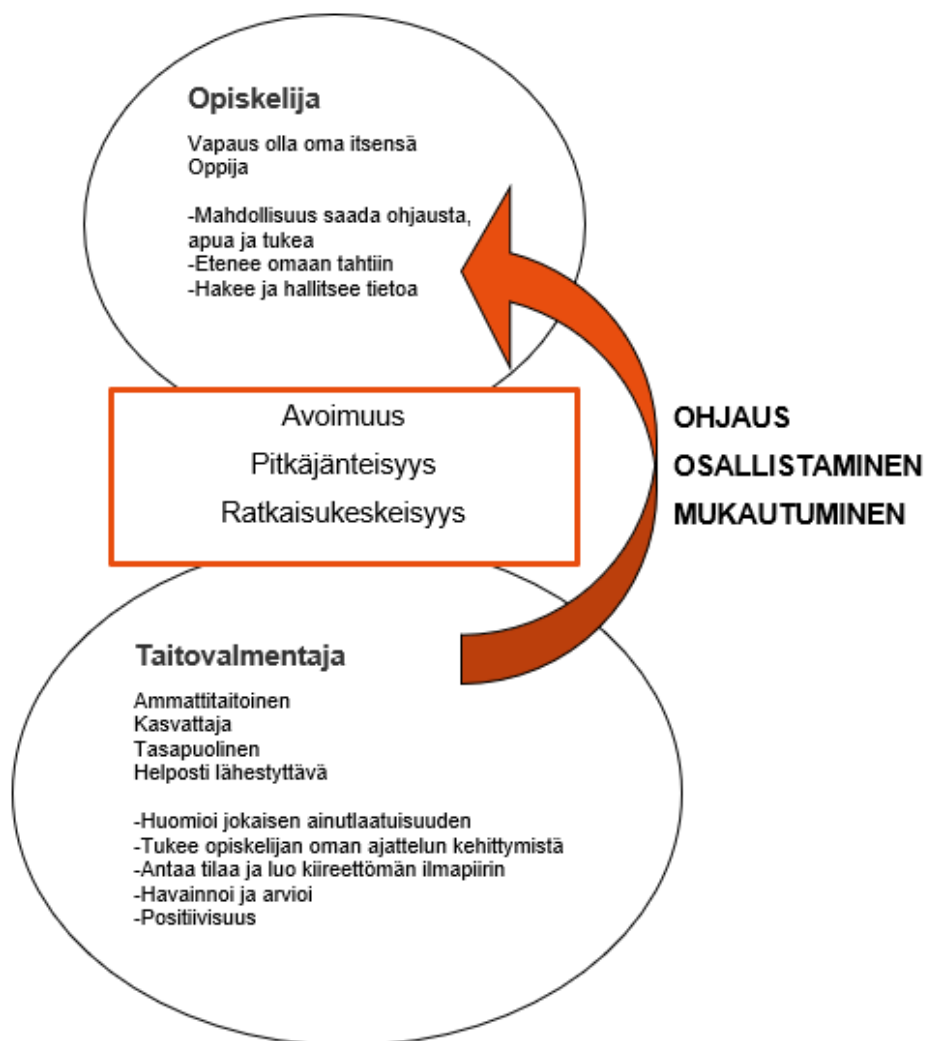 Opiskelija
Vapaus olla oma itsensä
Oppija
-Mahdollisuus saada ohjausta,
apua ja tukea
-Etenee omaan tahtiin
-Hakee ja hallitsee tietoa
Avoimuus
Pitkäjänteisyys
Ratkaisukeskeisyys
OHJAUS
OSALLISTAMINEN
MUKAUTUMINEN
Taitovalmentaja
Ammattitaitoinen
Kasvattaja
Tasapuolinen
Helposti lähestyttävä
-Huomioi jokaisen ainutlaatuisuuden
-Tukee opiskelijan oman ajattelun kehittymistä
-Antaa tilaa ja luo kiireettömän ilmapiirin
-Havainnoi ja arvioi
-Positiivisuus